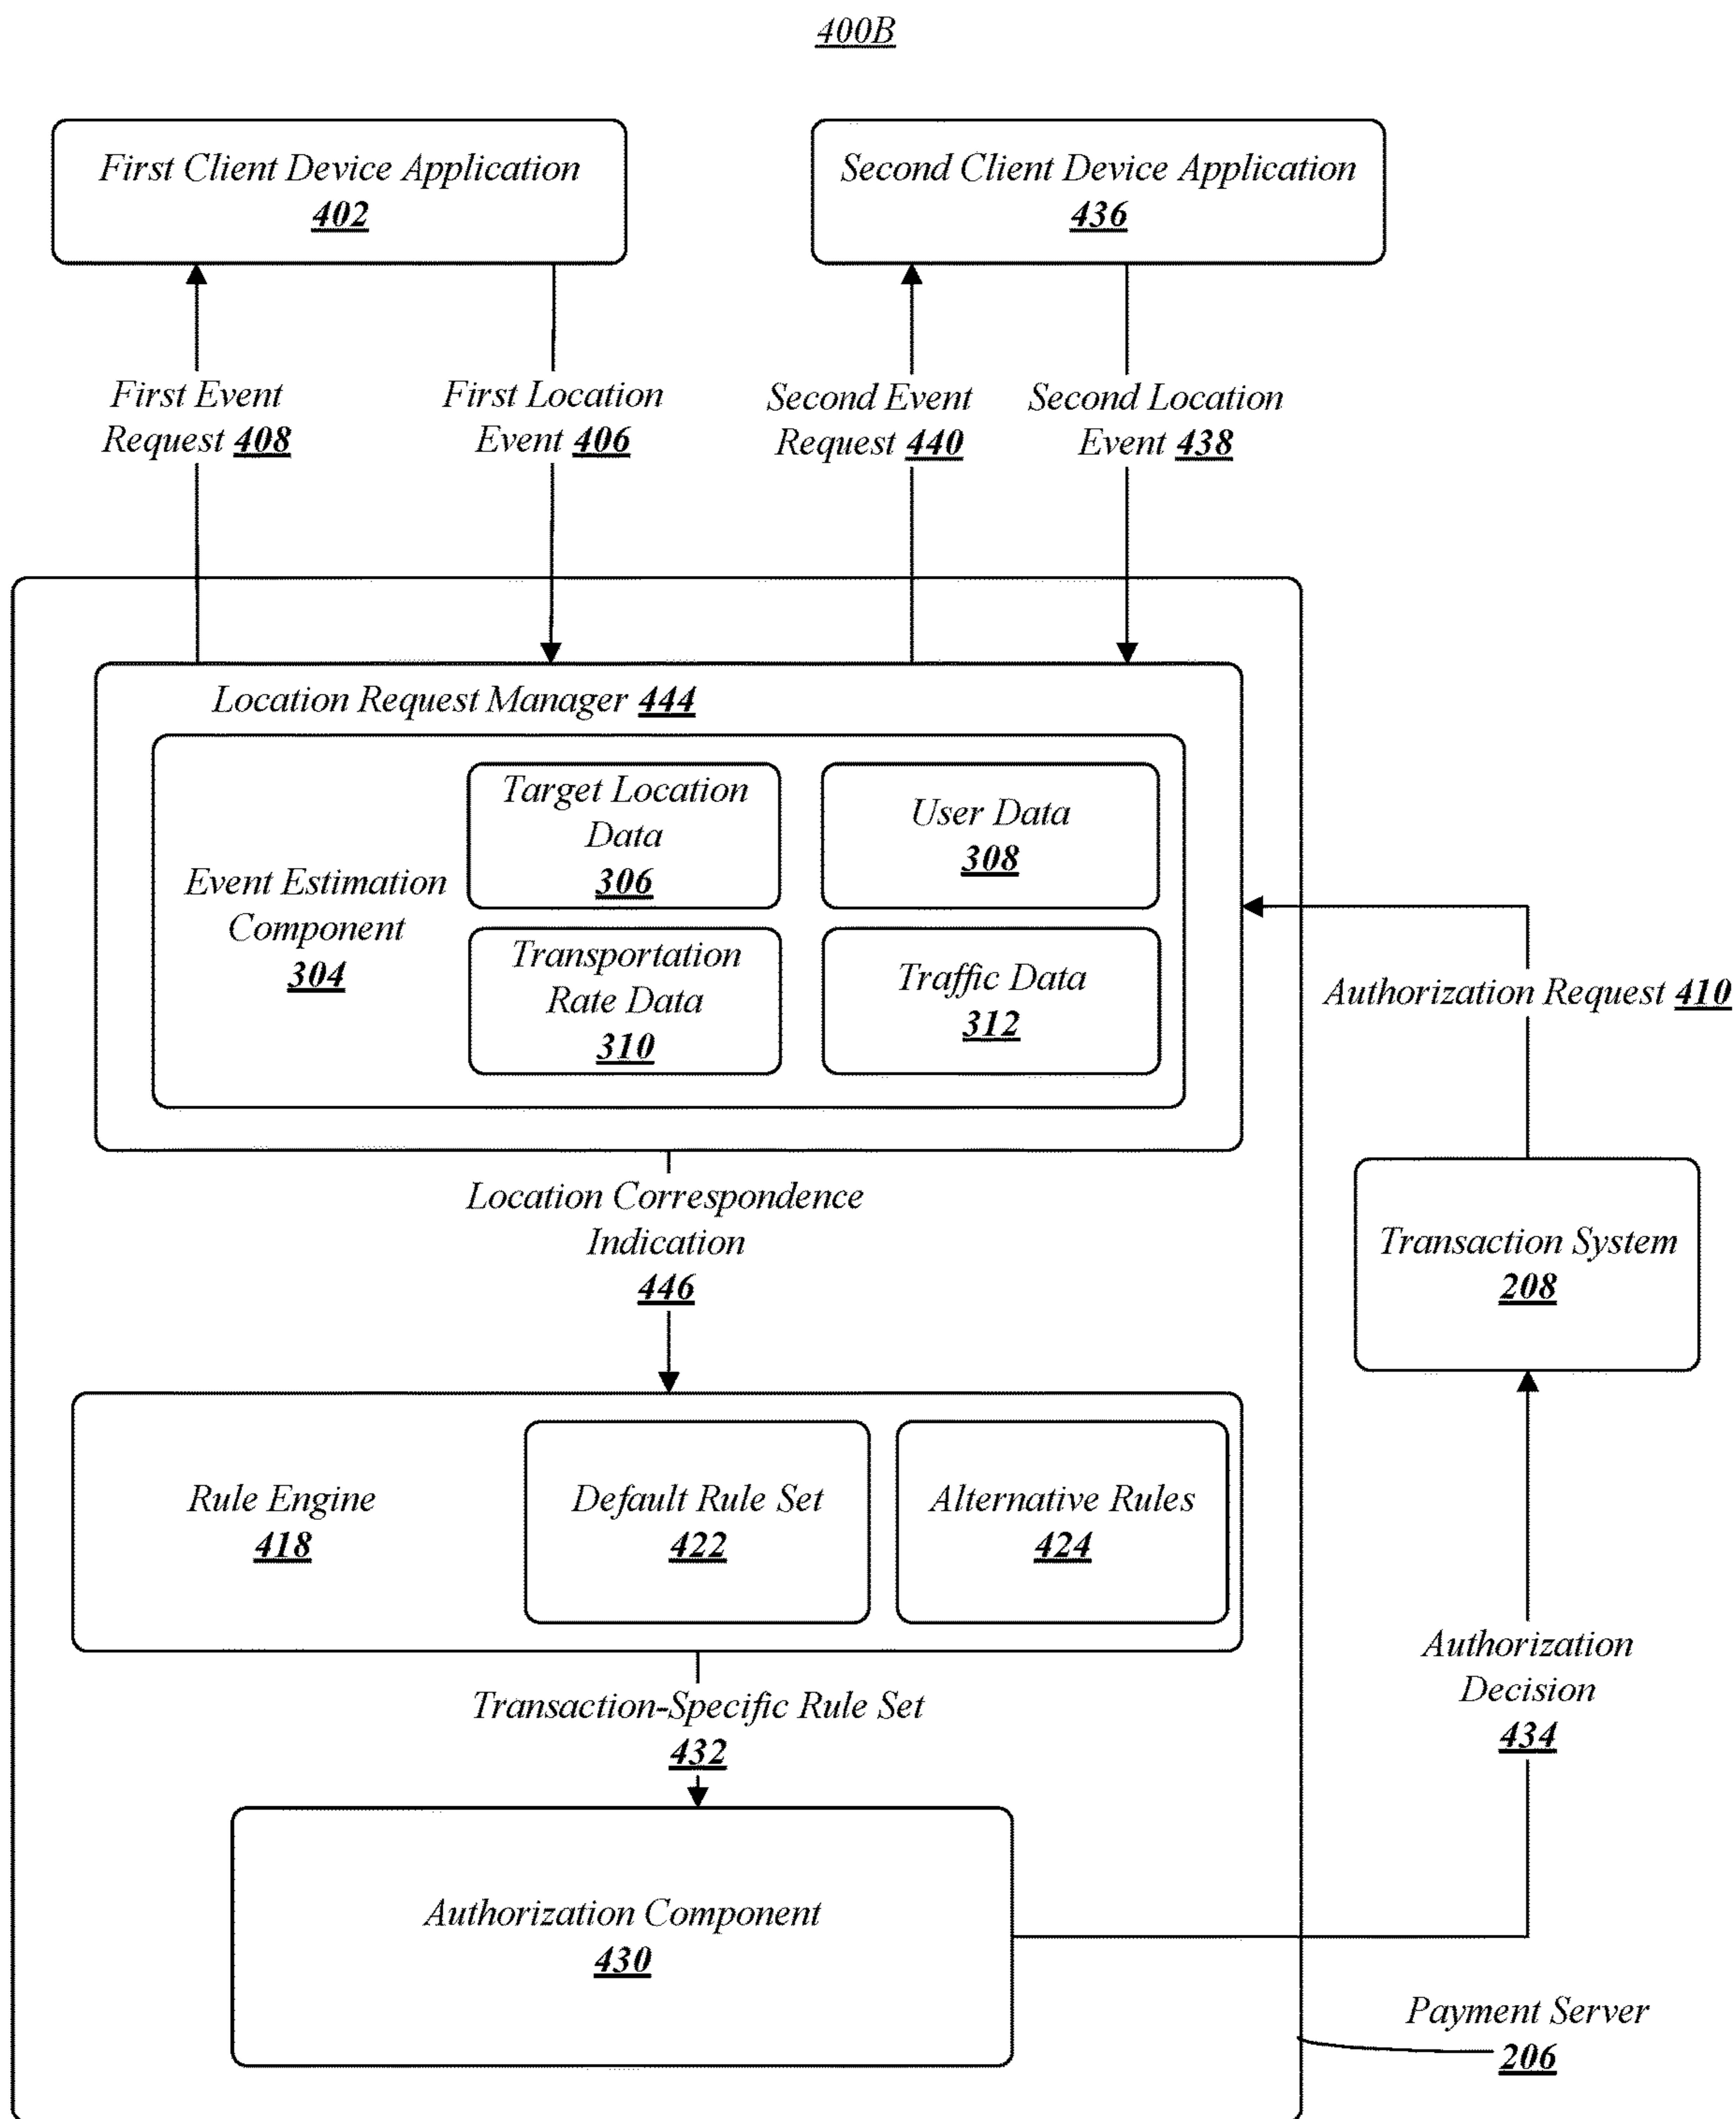 400B
First Client Device Application
402
Second Client Device Application
436
First Event
Request 408
First Location
Event 406
Second Event
Request 440
Second Location
Event 438
Location Request Manager 444
Event Estimation
Component
304
Target Location
Data
306
User Data
308
Transportation
Rate Data
310
Traffic Data
312
Authorization Request 410
Location Correspondence
Indication
446
Transaction System
208
Rule Engine
418
Default Rule Set
422
Alternative Rules
424
Transaction-Specific Rule Set
432
Authorization
Decision
434
Authorization Component
430
Payment Server
206